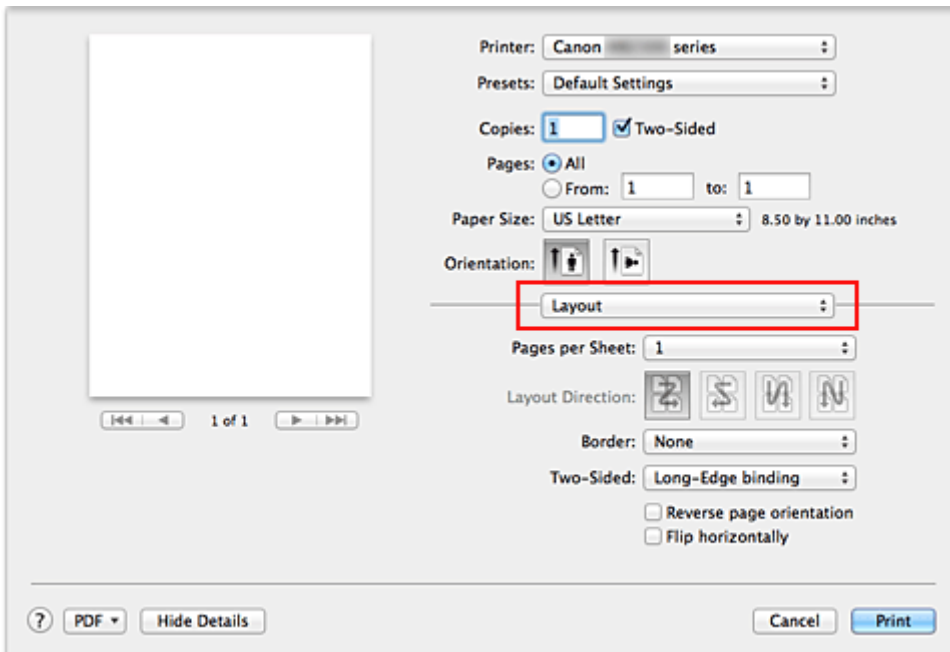 Printer: Canon series
Presets: Default Settings
Copies: 1 Two-Sided
Pages: All
From: 1 to: 1
Paper Size: US Letter 8.50 by 11.00 inches
Orientation:
Layout
Pages per Sheet: 1
Layout Direction:
1 of 1
Border: None
Two-Sided: Long-Edge binding
Reverse page orientation
Flip horizontally
? PDF Hide Details Cancel Print